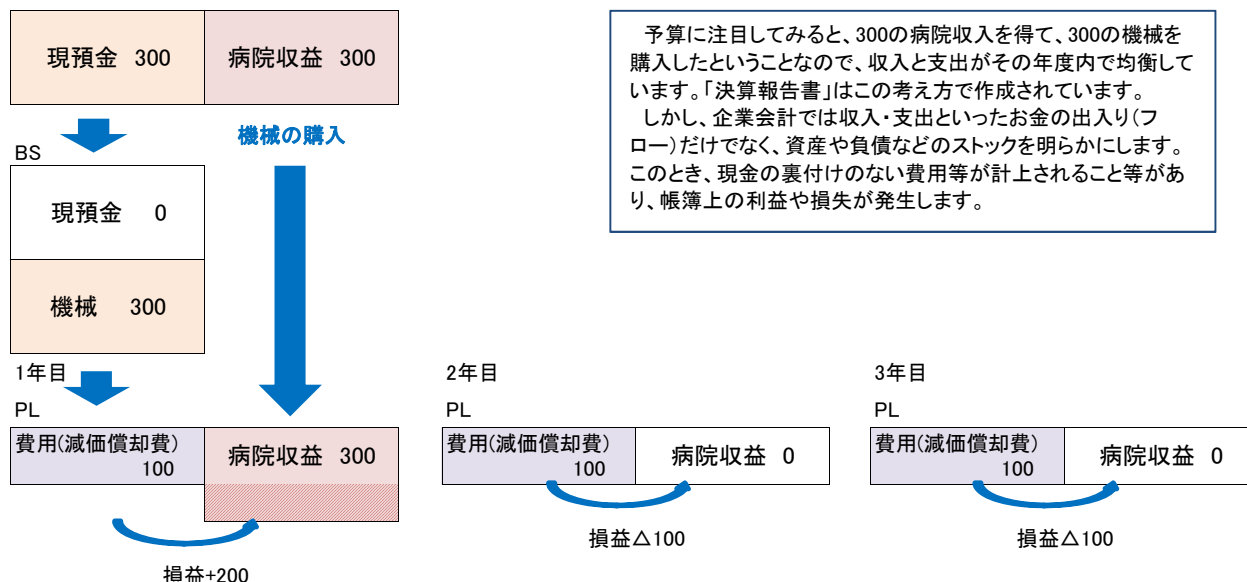 現預金 300
病院収益 300
予算に注目してみると、300の病院収入を得て、300の機械を
購入したということなので、収入と支出がその年度内で均衡して
います。「決算報告書」はこの考え方で作成されています。
しかし、企業会計では収入・支出といったお金の出入り(フ
ロー)だけでなく、資産や負債などのストックを明らかにします。
このとき、現金の裏付けのない費用等が計上されること等があ
り、帳簿上の利益や損失が発生します。
機械の購入
BS
現預金 0
機械 300
1年目
PL
費用(減価償却費)
100
病院収益 300
損益+200
2年目
PL
費用(減価償却費)
100
病院収益 0
損益△100
3年目
PL
費用(減価償却費)
100
病院収益 0
損益△100